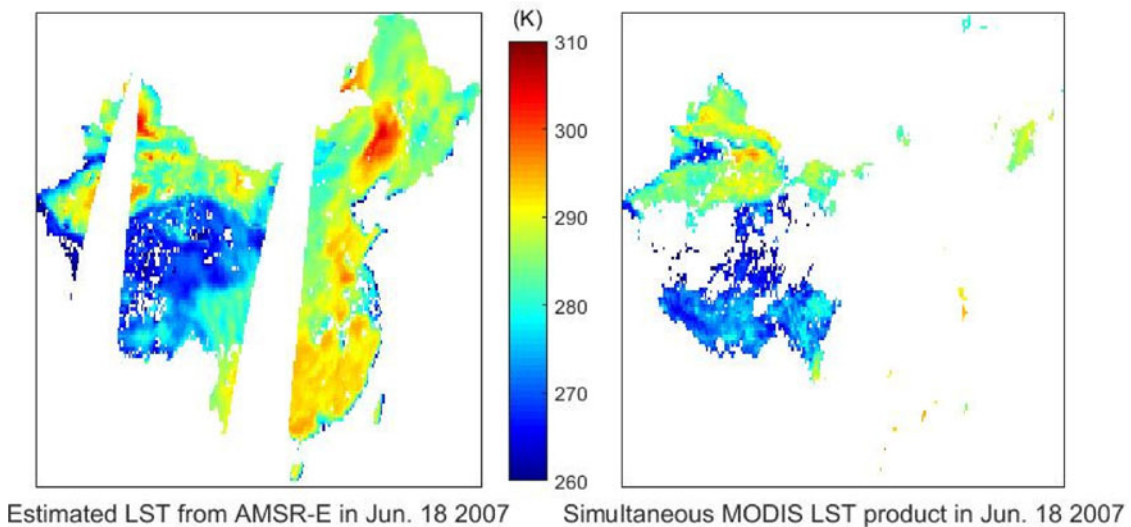 (K)
310
300
290
280
270
260
Estimated LST from AMSR-E in Jun. 18 2007
Simultaneous MODIS LST product in Jun. 18 2007